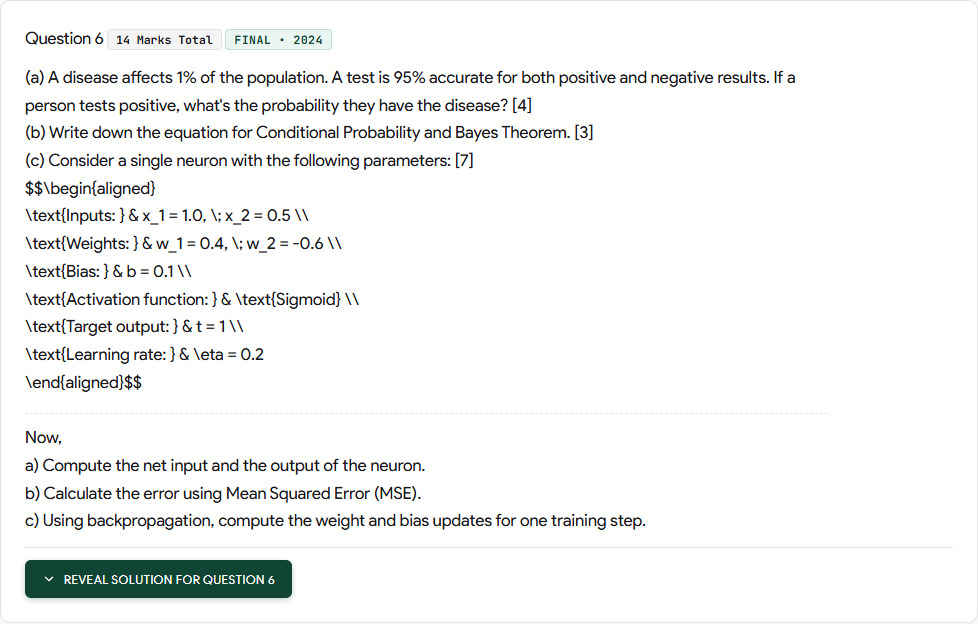 Question 6 14 Marks Total FINAL • 2024
(a) A disease affects 1% of the population. A test is 95% accurate for both positive and negative results. If a
person tests positive, what's the probability they have the disease? [4]
(b) Write down the equation for Conditional Probability and Bayes Theorem. [3]
(c) Consider a single neuron with the following parameters: [7]
$$\begin{aligned}
\text{Inputs: } & x_1 = 1.0, \; x_2 = 0.5 \\
\text{Weights: } & w_1 = 0.4, \; w_2 = -0.6 \\
\text{Bias: } & b = 0.1 \\
\text{Activation function: } & \text{Sigmoid} \\
\text{Target output: } & t = 1 \\
\text{Learning rate: } & \eta = 0.2
\end{aligned}$$
Now,
a) Compute the net input and the output of the neuron.
b) Calculate the error using Mean Squared Error (MSE).
c) Using backpropagation, compute the weight and bias updates for one training step.
REVEAL SOLUTION FOR QUESTION 6